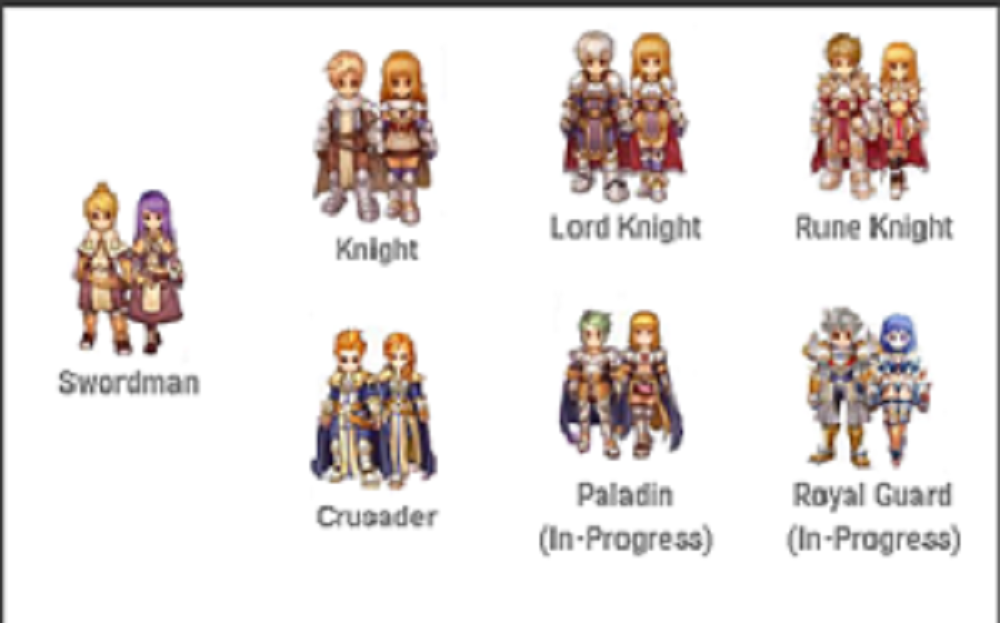 Knight
Lord Knight
Rune Knight
Swordman
Crusader
Paladin
(In-Progress)
Royal Guard
(In-Progress)